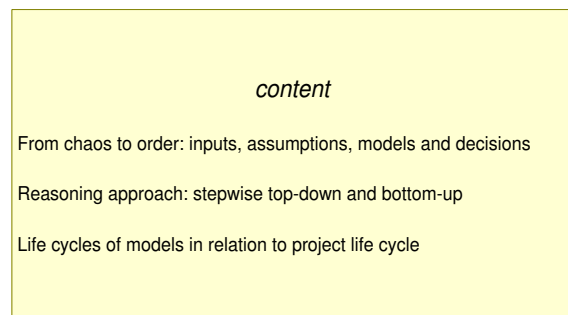 content
From chaos to order: inputs, assumptions, models and decisions
Reasoning approach: stepwise top-down and bottom-up
Life cycles of models in relation to project life cycle